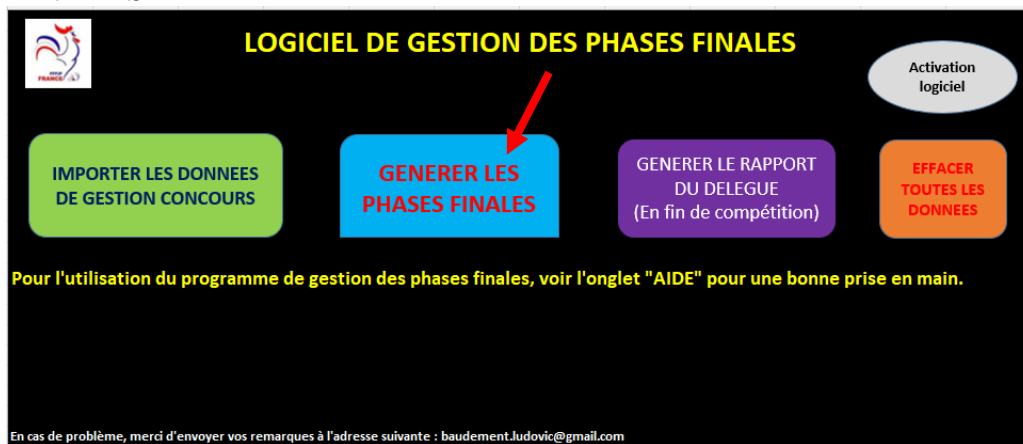 LOGICIEL DE GESTION DES PHASES FINALES
FRANCE
Activation
logiciel
IMPORTER LES DONNEES
DE GESTION CONCOURS
GENERER LES
PHASES FINALES
GENERER LE RAPPORT
DU DELEGUE
(En fin de compétition)
EFFACER
TOUTES LES
DONNEES
Pour l'utilisation du programme de gestion des phases finales, voir l'onglet "AIDE" pour une bonne prise en main.
En cas de problème, merci d'envoyer vos remarques à l'adresse suivante : baudement.ludovic@gmail.com